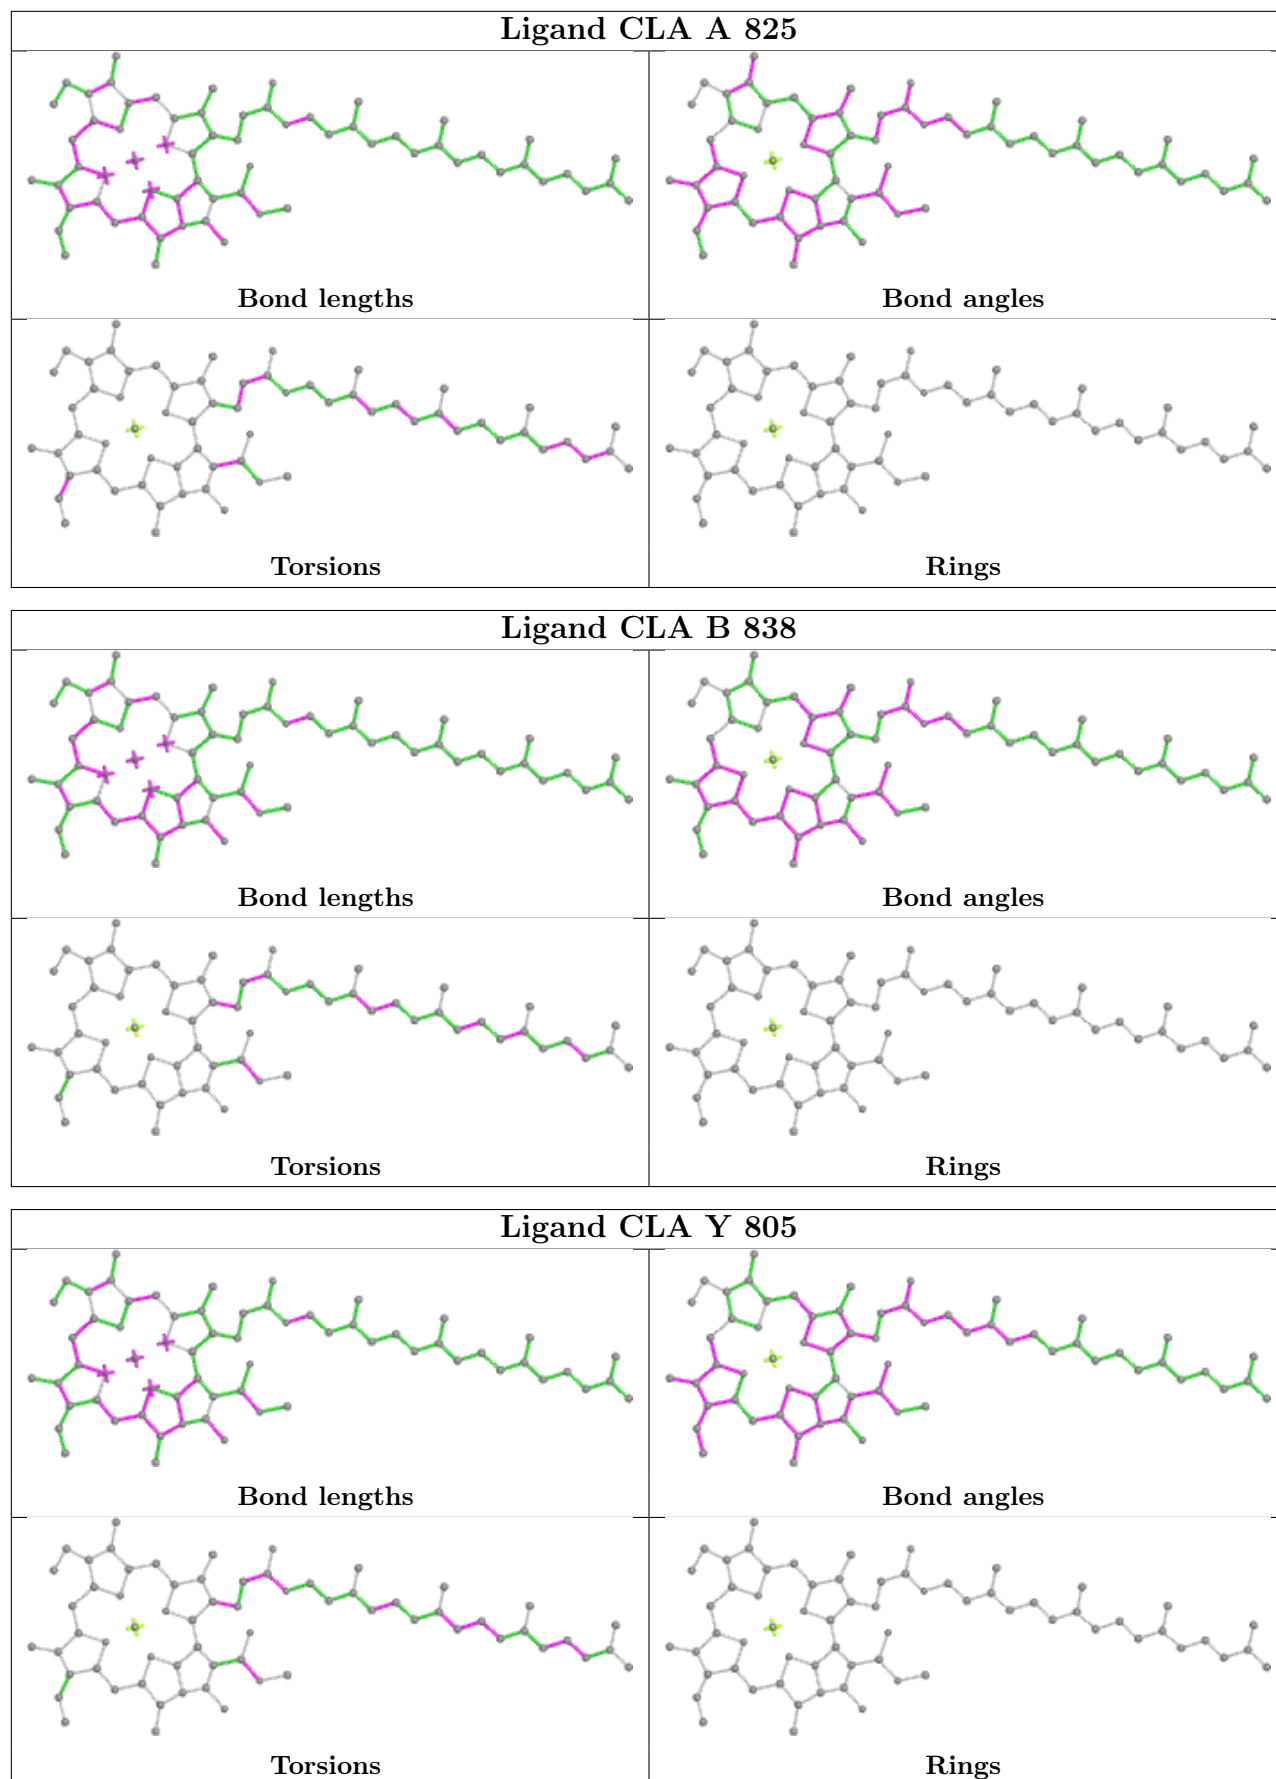 Ligand CLA A 825
Bond lengths
Bond angles
Torsions
Rings
Ligand CLA B 838
Bond lengths
Bond angles
Torsions
Rings
Ligand CLA Y 805
Bond lengths
Bond angles
Torsions
Rings